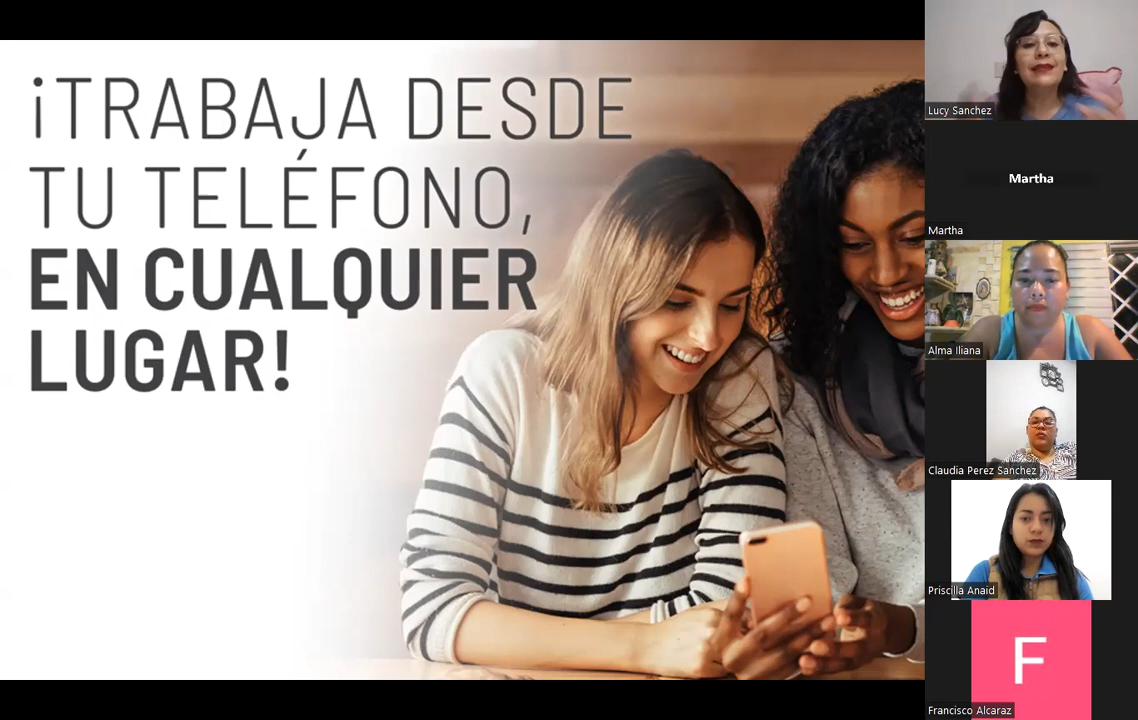 ¡TRABAJA DESDE
TU TELÉFONO,
EN CUALQUIER
LUGAR!
Lucy Sanchez
Martha
Martha
Alma Iliana
Claudia Perez Sanchez
Priscilla Anaid
F
Francisco Alcaraz